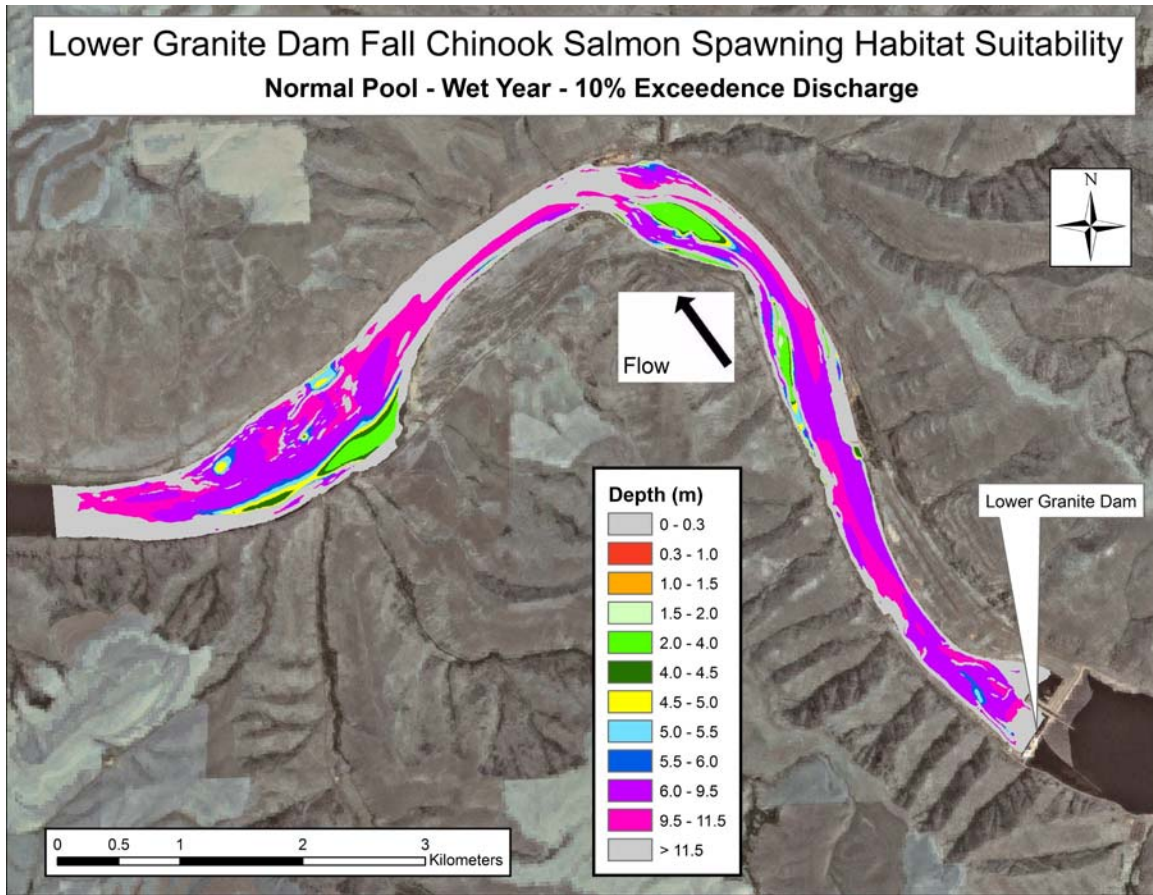 Lower Granite Dam Fall Chinook Salmon Spawning Habitat Suitability
Normal Pool - Wet Year - 10% Exceedence Discharge
N
Flow
Lower Granite Dam
Depth (m)
0 - 0.3
0.3 - 1.0
1.0 - 1.5
1.5 - 2.0
2.0 - 4.0
4.0 - 4.5
4.5 - 5.0
5.0 - 5.5
5.5 - 6.0
6.0 - 9.5
9.5 - 11.5
> 11.5
0 0.5 1 2 3
Kilometers